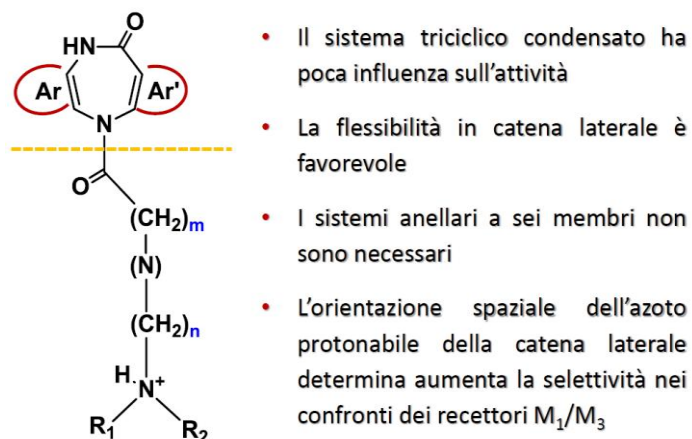 HN
O
Ar
Ar'
N
O
(CH2)m
(N)
(CH2)n
H
N+
R1
R2
• Il sistema triciclico condensato ha
poca influenza sull'attività
• La flessibilità in catena laterale è
favorevole
• I sistemi anellari a sei membri non
sono necessari
• L'orientazione spaziale dell'azoto
protonabile della catena laterale
determina aumenta la selettività nei
confronti dei recettori M1/M3